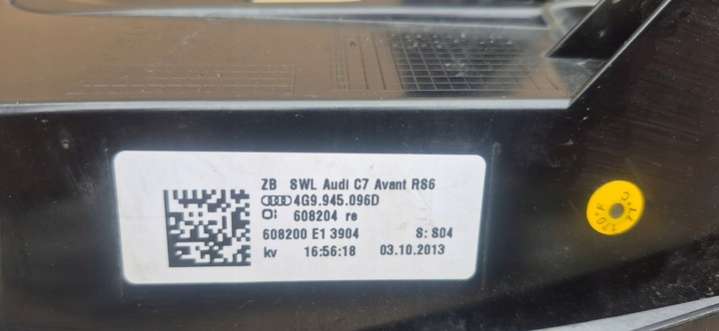 ZB SWL Audi C7 Avant RS6
4G9.945.096D
608204 re
608200 E1 3904 S: S04
kv 16:56:18 03.10.2013